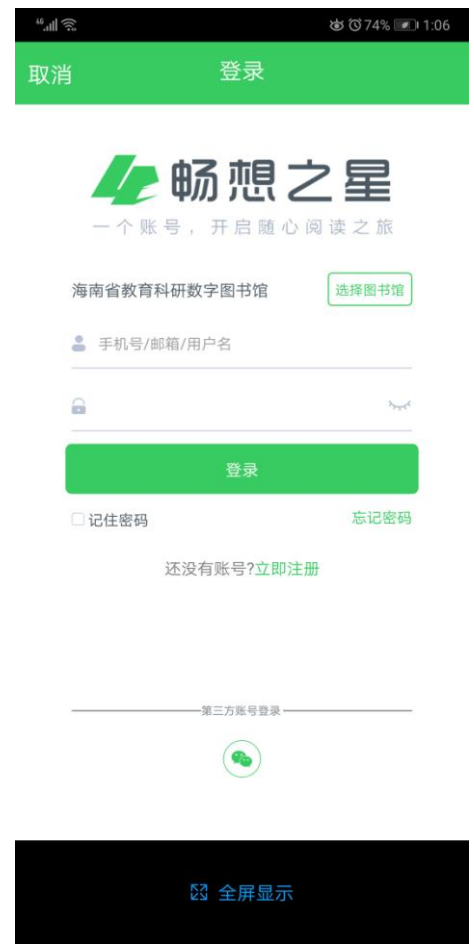 46 74% 1:06
取消 登录
畅想之星
一个账号，开启随心阅读之旅
海南省教育科研数字图书馆 选择图书馆
手机号/邮箱/用户名
登录
记住密码 忘记密码
还没有账号?立即注册
第三方账号登录
全屏显示